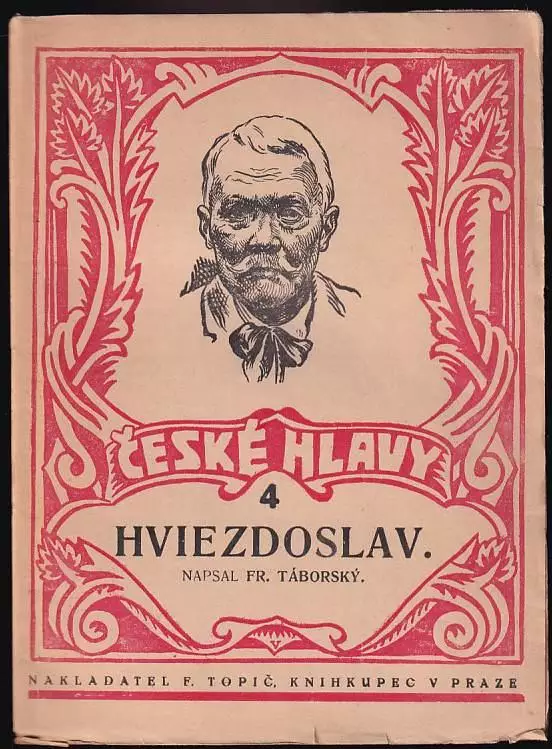 ČESKÉ HLAVY
4
HVIEZDOSLAV.
NAPSAL FR. TÁBORSKÝ.
NAKLADATEL F. TOPIČ, KNIHKUPEC V PRAZE